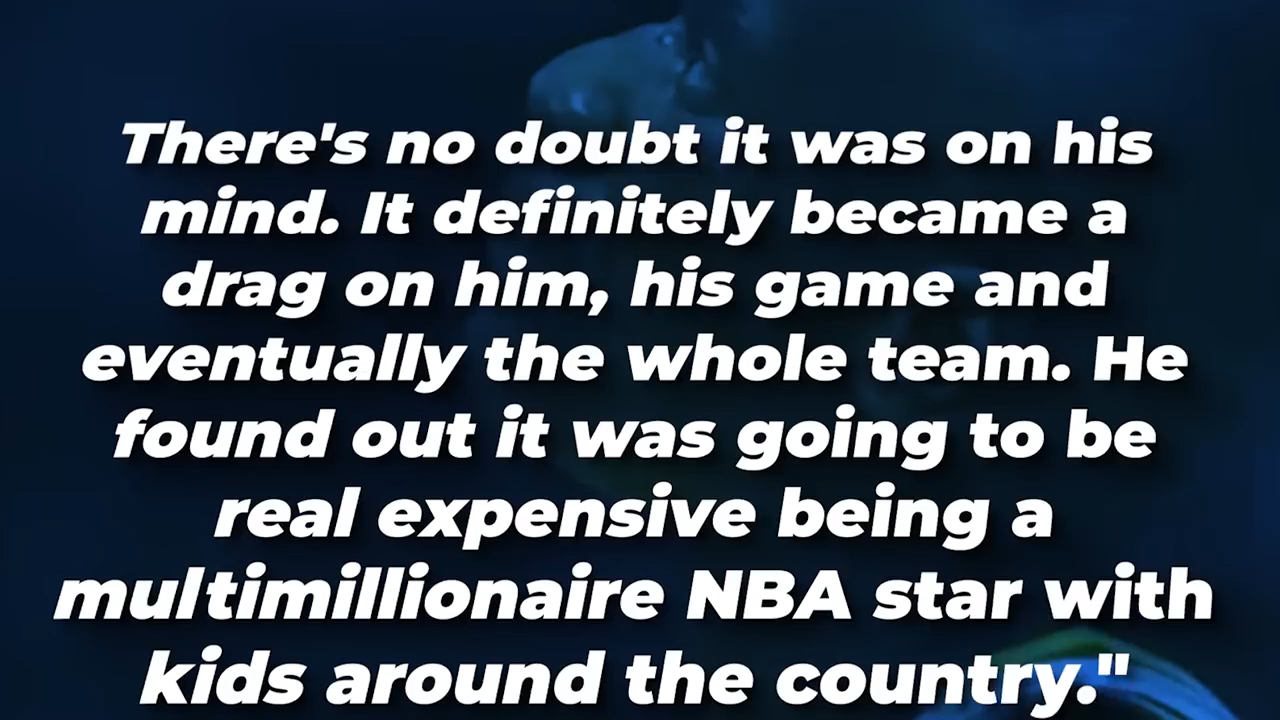 There's no doubt it was on his
mind. It definitely became a
drag on him, his game and
eventually the whole team. He
found out it was going to be
real expensive being a
multimillionaire NBA star with
kids around the country."